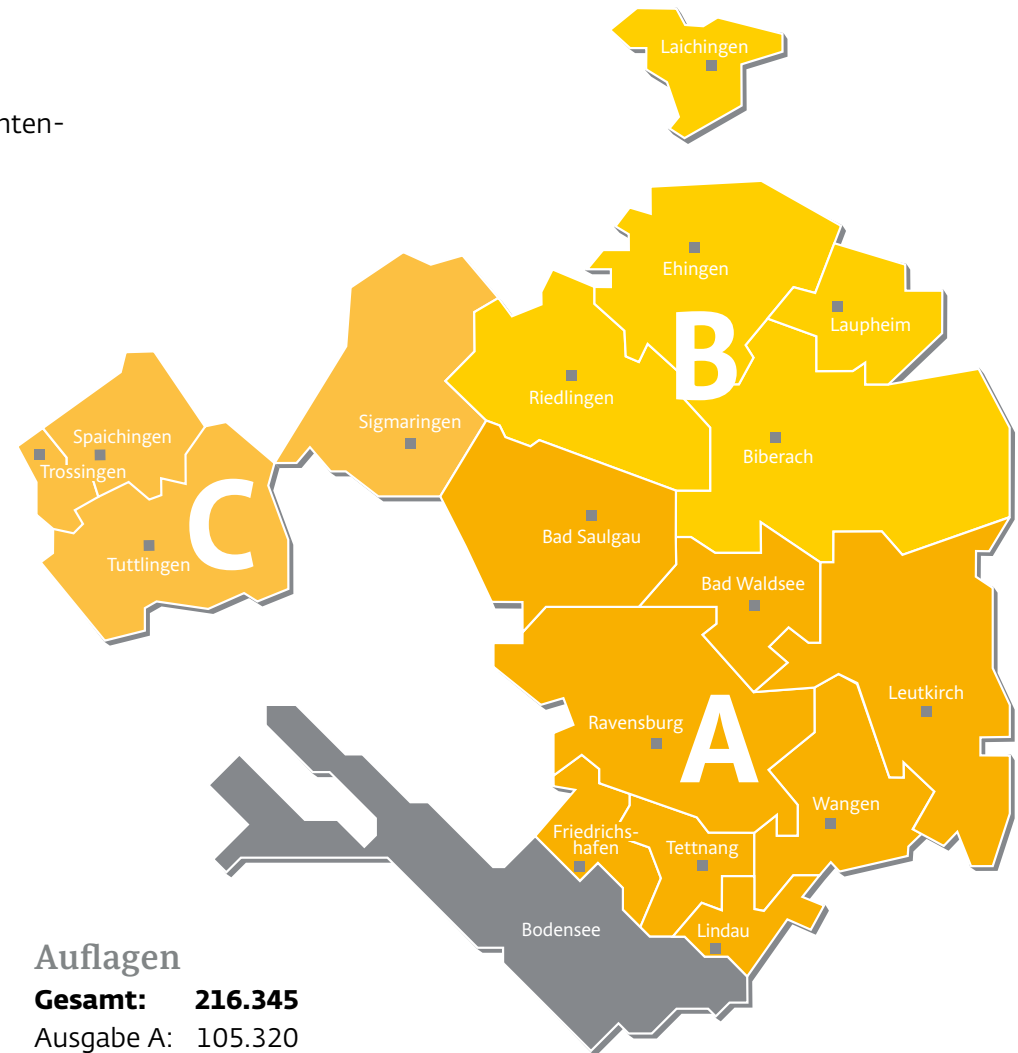 Laichingen
nten-
Ehingen
Laupheim
B
Riedlingen
Sigmaringen
Spaichingen
Biberach
Trossingen
C
Bad Saulgau
Tuttlingen
Bad Waldsee
Leutkirch
Ravensburg
A
Wangen
Friedrichs-
hafen
Tettnang
Bodensee
Lindau
Auflagen
Gesamt: 216.345
Ausgabe A: 105.320